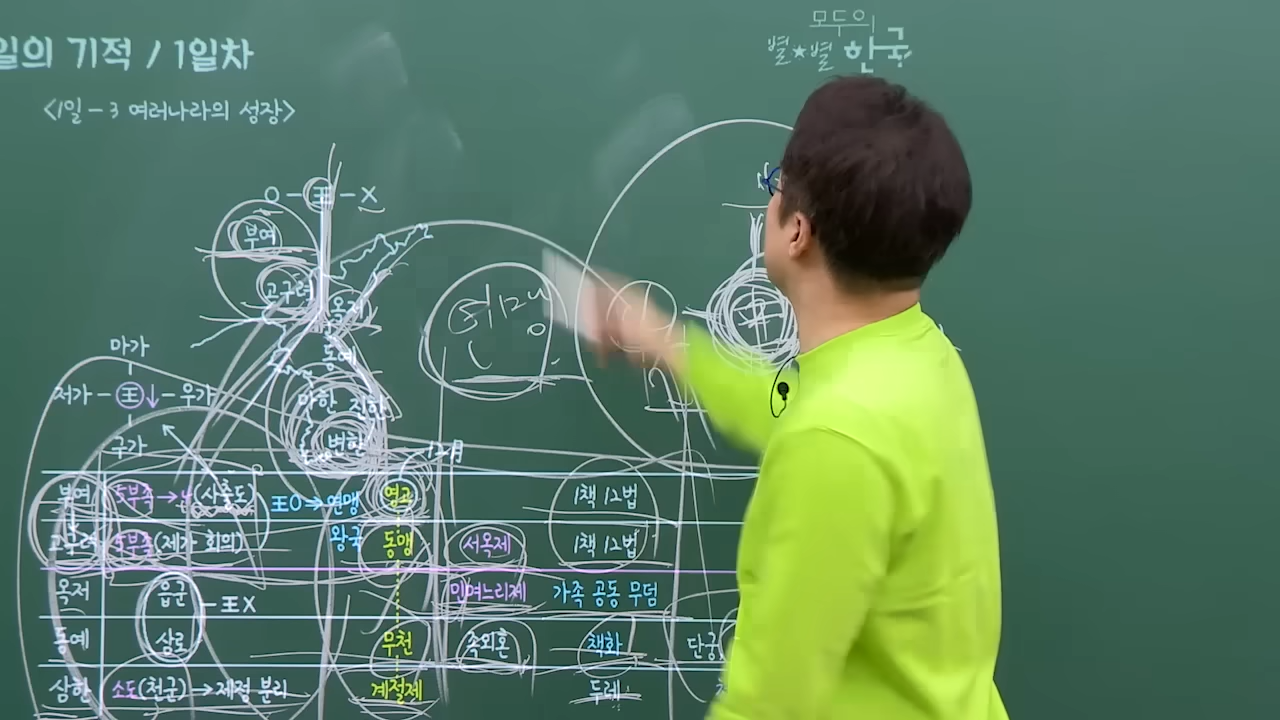 모두의
별★별 한국
일의 기적 / 1일차
<1일-3 여러나라의 성장>
O-王-X
부여
고구려
옥저
동예
마한 진한
변한
마가
저가-王↓-우가
구가
12月
부여 5부족→ (사출도) 王O→연맹 영고 1책 12법
고구려 5부족(제가 회의) 왕국 동맹 서옥제 1책 12법
옥저 읍군 -王X 민며느리제 가족 공동 무덤
동예 삼로 무천 족외혼 책화 단궁
삼한 소도(천군)→제정 분리 계절제 두레